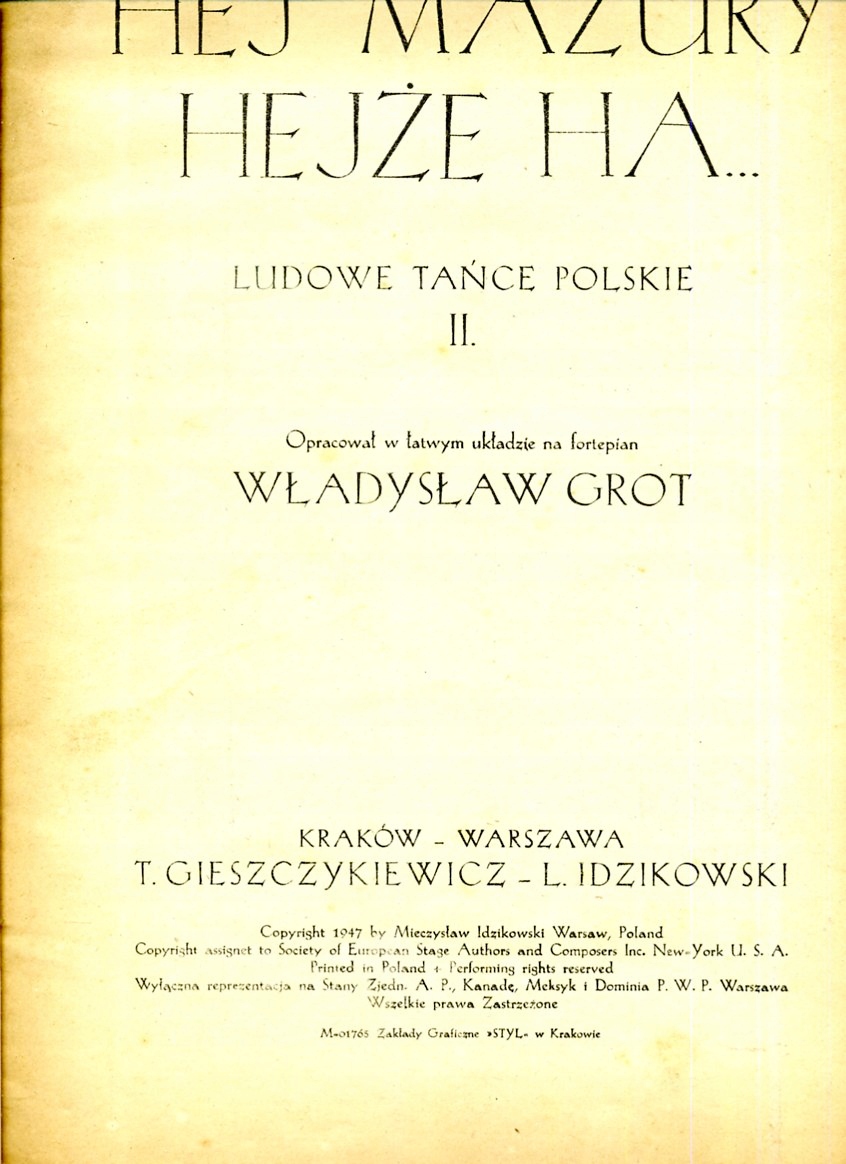 HEJ MAZURY
HEJŻE HA...
LUDOWE TAŃCE POLSKIE
II.
Opracował w łatwym układzie na fortepian
WŁADYSŁAW GROT
KRAKÓW - WARSZAWA
T. GIESZCZYKIEWICZ - L. IDZIKOWSKI
Copyright 1947 by Mieczysław Idzikowski Warsaw, Poland
Copyright assignet to Society of European Stage Authors and Composers Inc. New-York U. S. A.
Printed in Poland + Performing rights reserved
Wyłączna reprezentacja na Stany Zjedn. A. P., Kanadę, Meksyk i Dominia P. W. P. Warszawa
Wszelkie prawa Zastrzeżone
M-01765 Zakłady Graficzne »STYL« w Krakowie